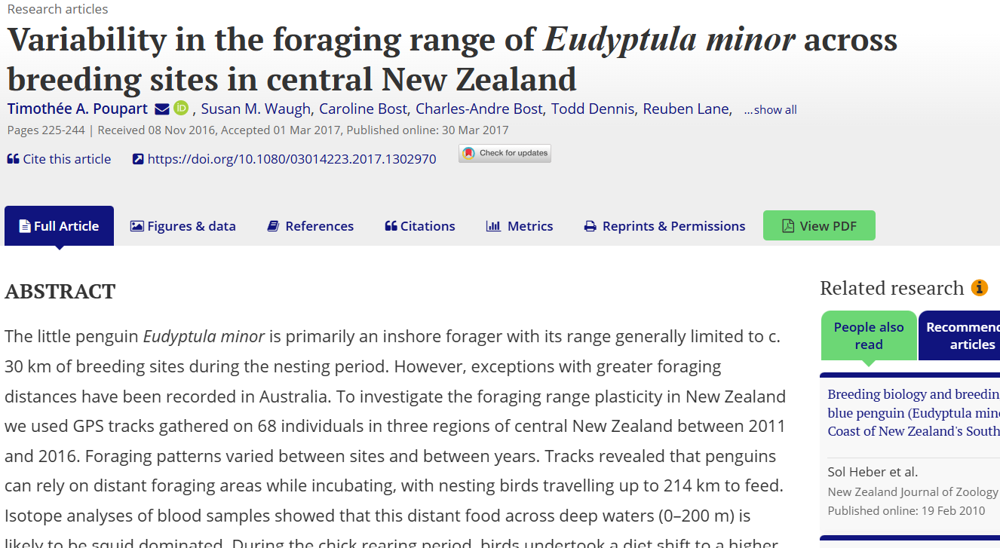 Research articles
Variability in the foraging range of Eudyptula minor across
breeding sites in central New Zealand
Timothée A. Poupart iD , Susan M. Waugh, Caroline Bost, Charles-Andre Bost, Todd Dennis, Reuben Lane, ...show all
Pages 225-244 | Received 08 Nov 2016, Accepted 01 Mar 2017, Published online: 30 Mar 2017
Cite this article https://doi.org/10.1080/03014223.2017.1302970 Check for updates
Full Article Figures & data References Citations Metrics Reprints & Permissions View PDF
ABSTRACT
The little penguin Eudyptula minor is primarily an inshore forager with its range generally limited to c.
30 km of breeding sites during the nesting period. However, exceptions with greater foraging
distances have been recorded in Australia. To investigate the foraging range plasticity in New Zealand
we used GPS tracks gathered on 68 individuals in three regions of central New Zealand between 2011
and 2016. Foraging patterns varied between sites and between years. Tracks revealed that penguins
can rely on distant foraging areas while incubating, with nesting birds travelling up to 214 km to feed.
Isotope analyses of blood samples showed that this distant food across deep waters (0–200 m) is
likely to be squid dominated. During the chick rearing period, birds undertook a diet shift to a higher
Related research
People also
read
Recommend
articles
Breeding biology and breedin
blue penguin (Eudyptula mino
Coast of New Zealand's South
Sol Heber et al.
New Zealand Journal of Zoology
Published online: 19 Feb 2010